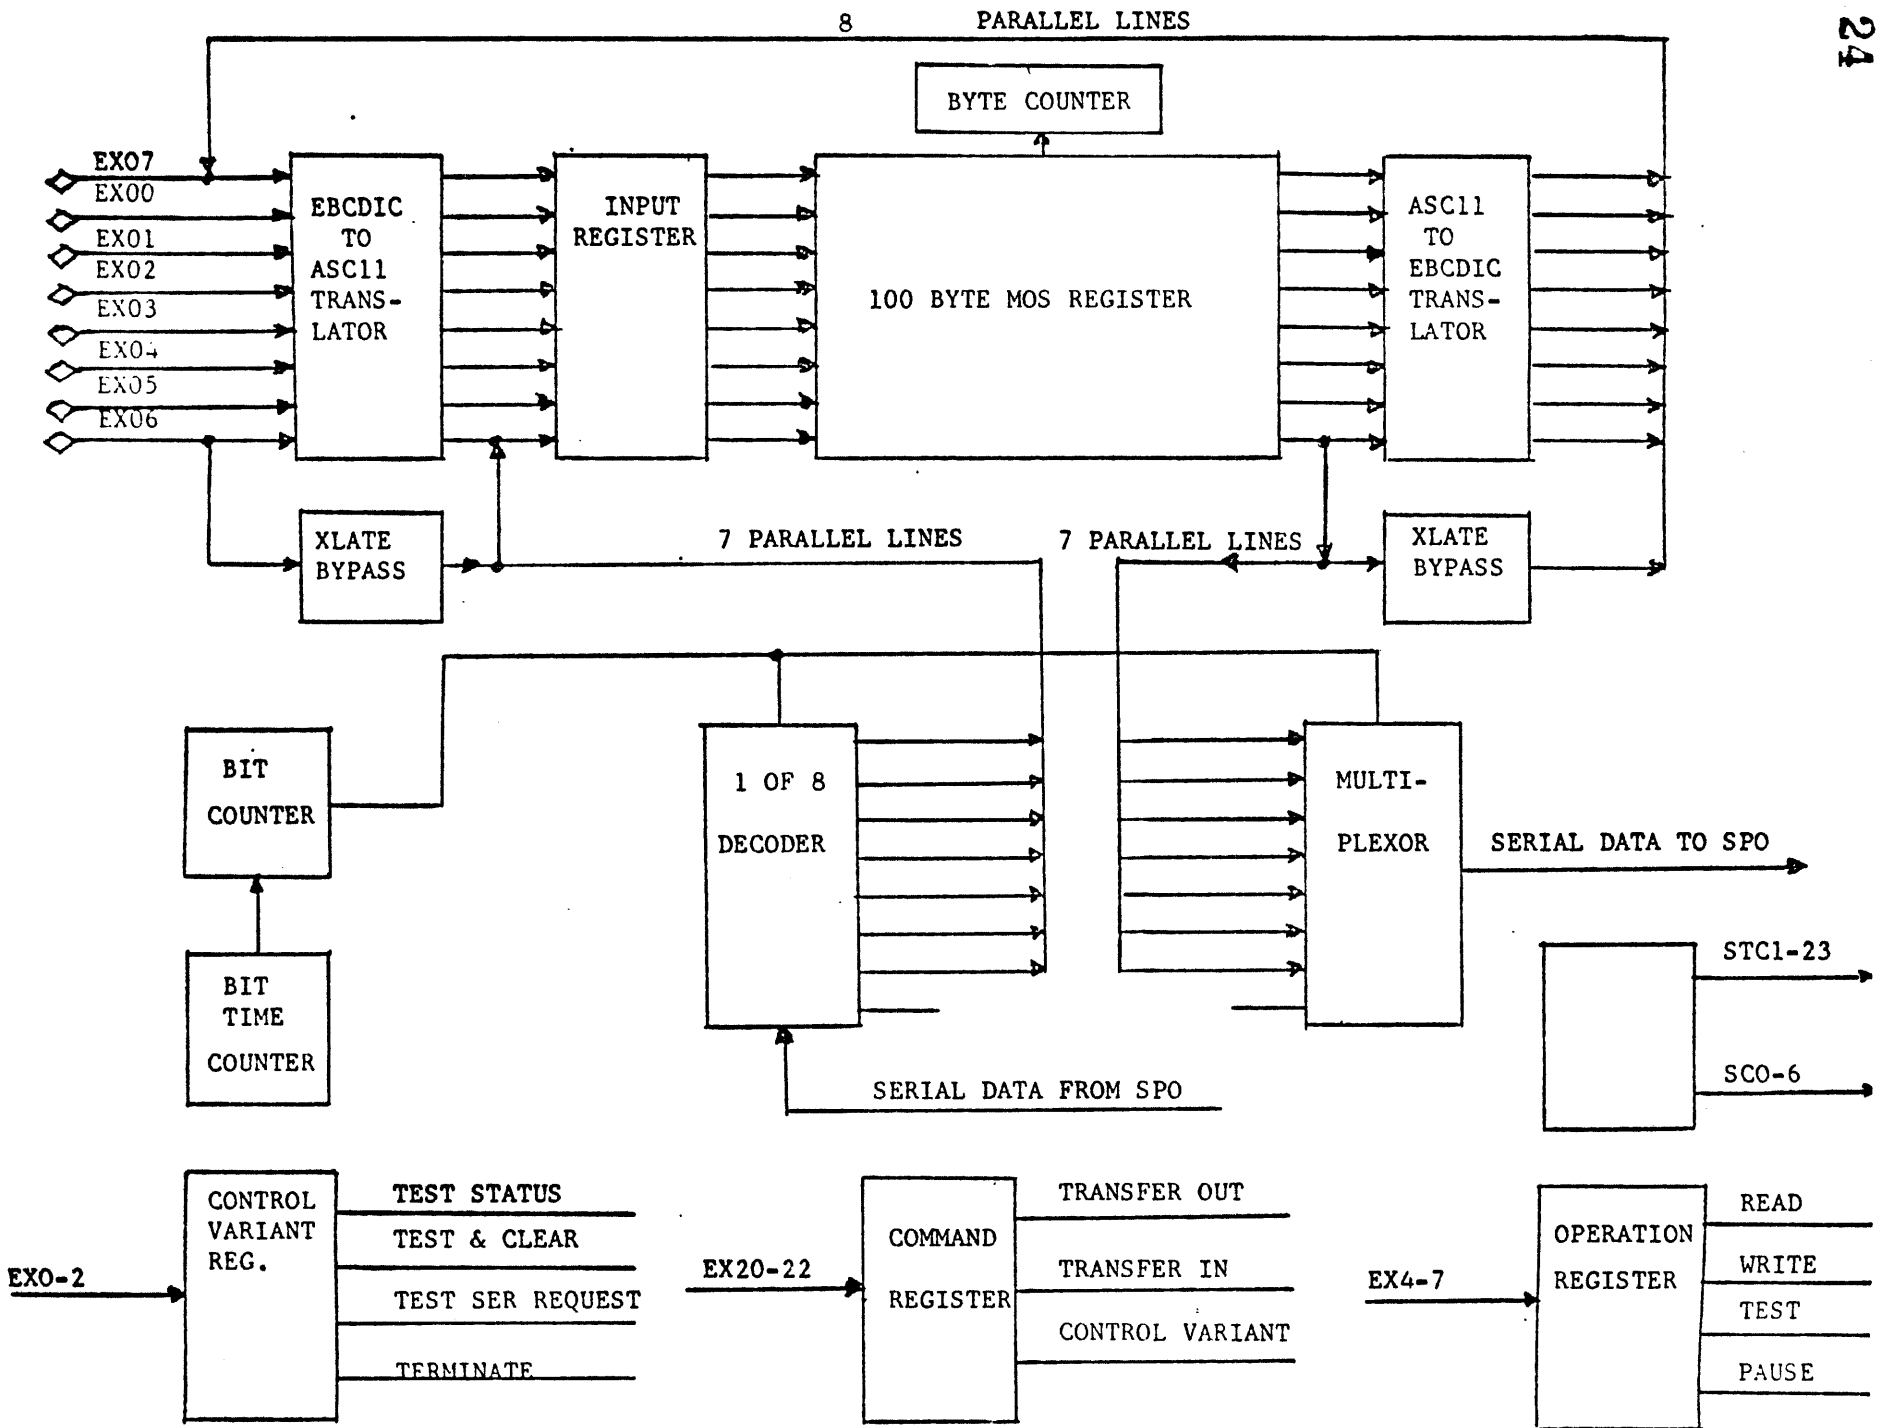 24
8 PARALLEL LINES
BYTE COUNTER
EX07
EX00
EX01
EX02
EX03
EX04
EX05
EX06
EBCDIC
TO
ASC11
TRANS-
LATOR
INPUT
REGISTER
100 BYTE MOS REGISTER
ASC11
TO
EBCDIC
TRANS-
LATOR
XLATE
BYPASS
7 PARALLEL LINES
7 PARALLEL LINES
XLATE
BYPASS
BIT
COUNTER
1 OF 8
DECODER
MULTI-
PLEXOR
SERIAL DATA TO SPO
BIT
TIME
COUNTER
STC1-23
SCO-6
SERIAL DATA FROM SPO
EXO-2
CONTROL
VARIANT
REG.
TEST STATUS
TEST & CLEAR
TEST SER REQUEST
TERMINATE
EX20-22
COMMAND
REGISTER
TRANSFER OUT
TRANSFER IN
CONTROL VARIANT
EX4-7
OPERATION
REGISTER
READ
WRITE
TEST
PAUSE